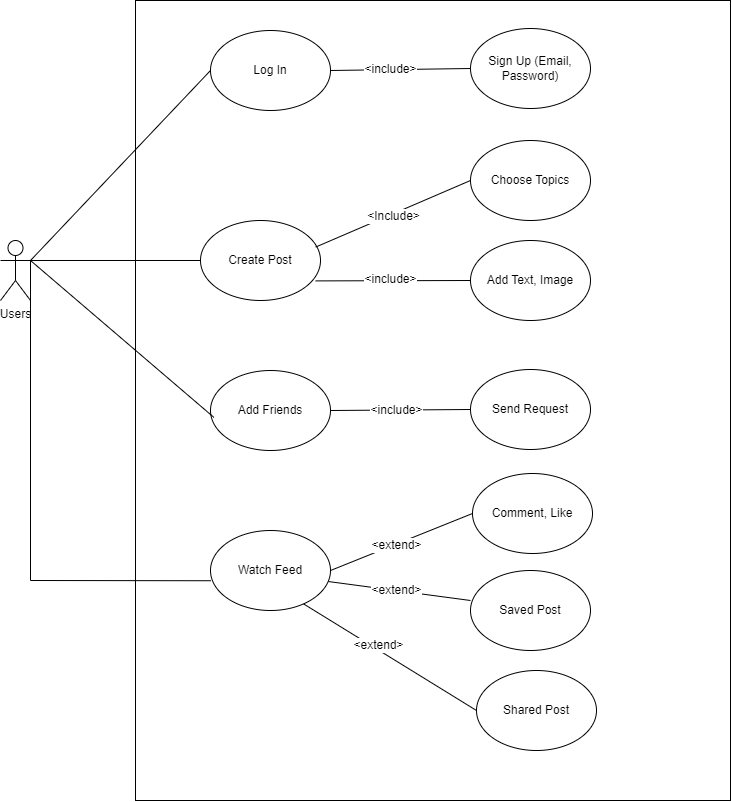 Log In
<include>
Sign Up (Email,
Password)
Choose Topics
<Include>
Create Post
<include>
Add Text, Image
Users
Add Friends
<include>
Send Request
Comment, Like
<extend>
Watch Feed
<extend>
Saved Post
<extend>
Shared Post